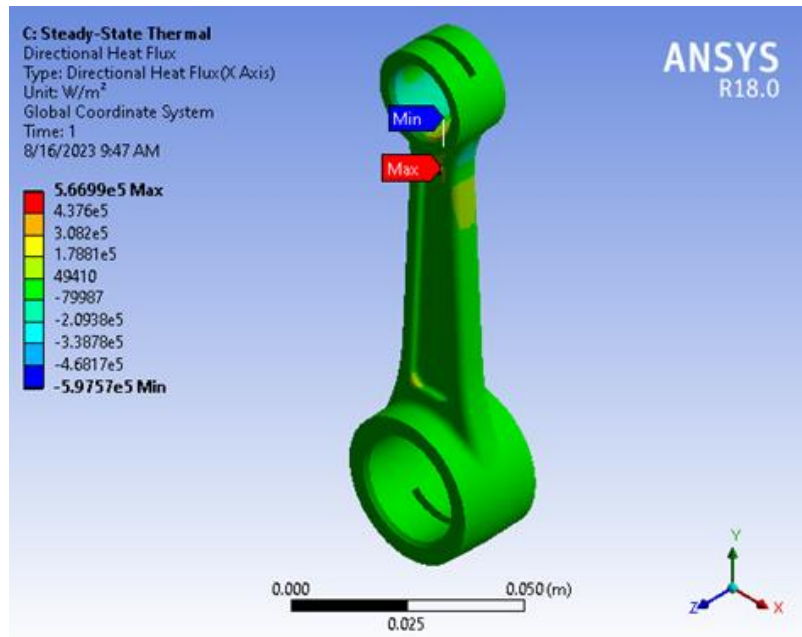 C: Steady-State Thermal
Directional Heat Flux
Type: Directional Heat Flux(X Axis)
Unit: W/m²
Global Coordinate System
Time: 1
8/16/2023 9:47 AM
ANSYS
R18.0
5.6699e5 Max
4.376e5
3.082e5
1.7881e5
49410
-79987
-2.0938e5
-3.3878e5
-4.6817e5
-5.9757e5 Min
Min
Max
0.000
0.050 (m)
0.025
Y
Z
X